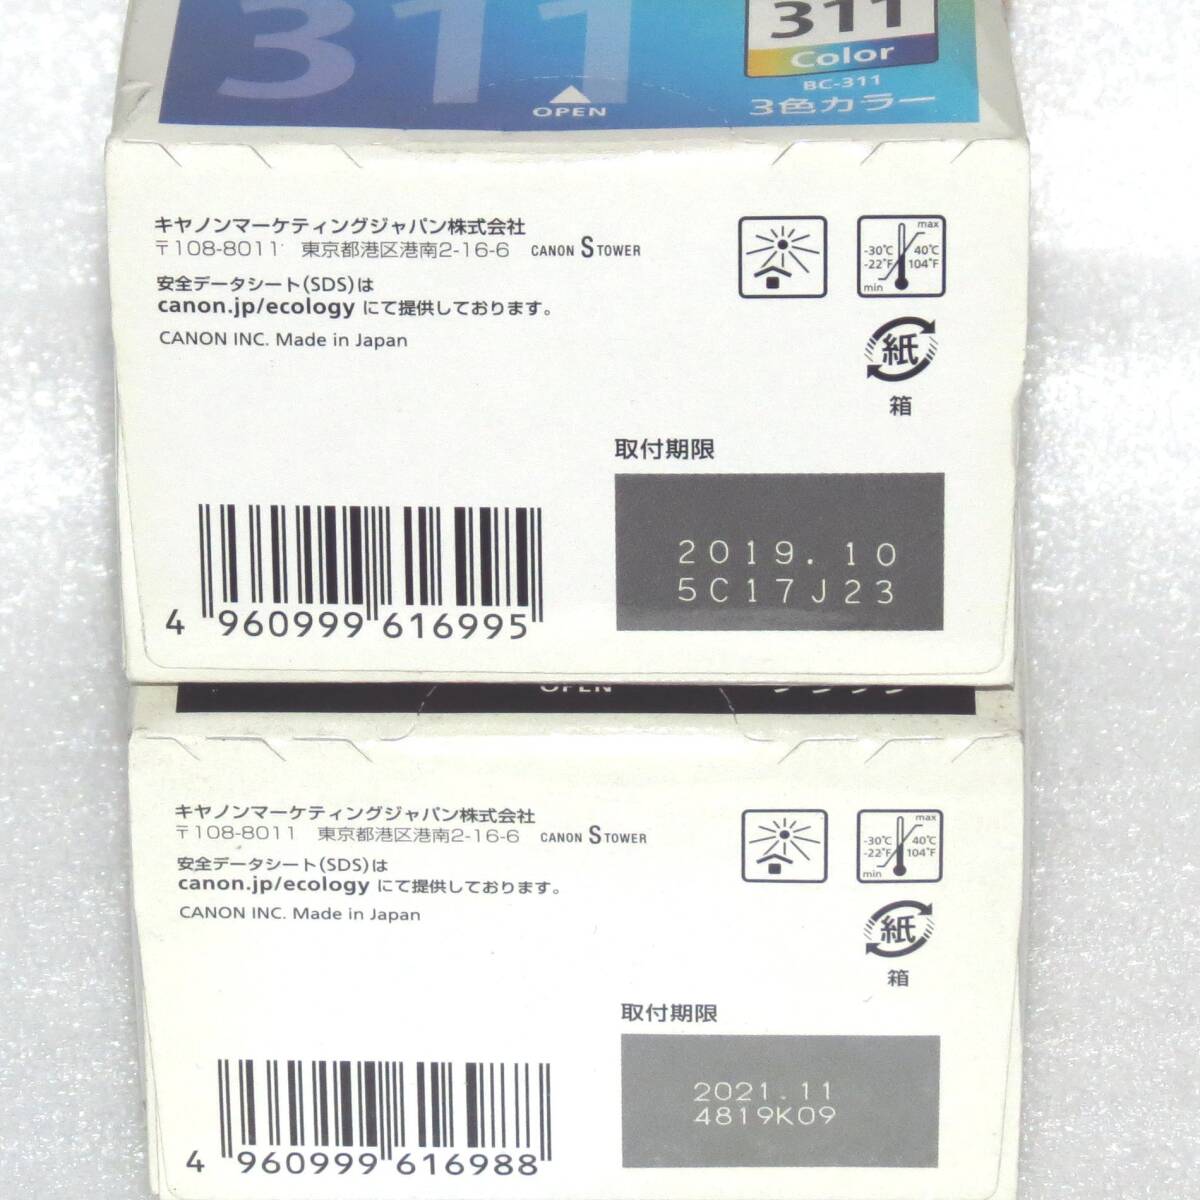 311
311
Color
BC-311
3色カラー
OPEN
キヤノンマーケティングジャパン株式会社
〒108-8011 東京都港区港南2-16-6 CANON S TOWER
安全データシート(SDS)は
canon.jp/ecology にて提供しております。
CANON INC. Made in Japan
max
-30℃ 40℃
-22°F 104°F
min
紙
箱
取付期限
2019.10
5C17J23
4 960999 616995
OPEN
キヤノンマーケティングジャパン株式会社
〒108-8011 東京都港区港南2-16-6 CANON S TOWER
安全データシート(SDS)は
canon.jp/ecology にて提供しております。
CANON INC. Made in Japan
max
-30℃ 40℃
-22°F 104°F
min
紙
箱
取付期限
2021.11
4819K09
4 960999 616988